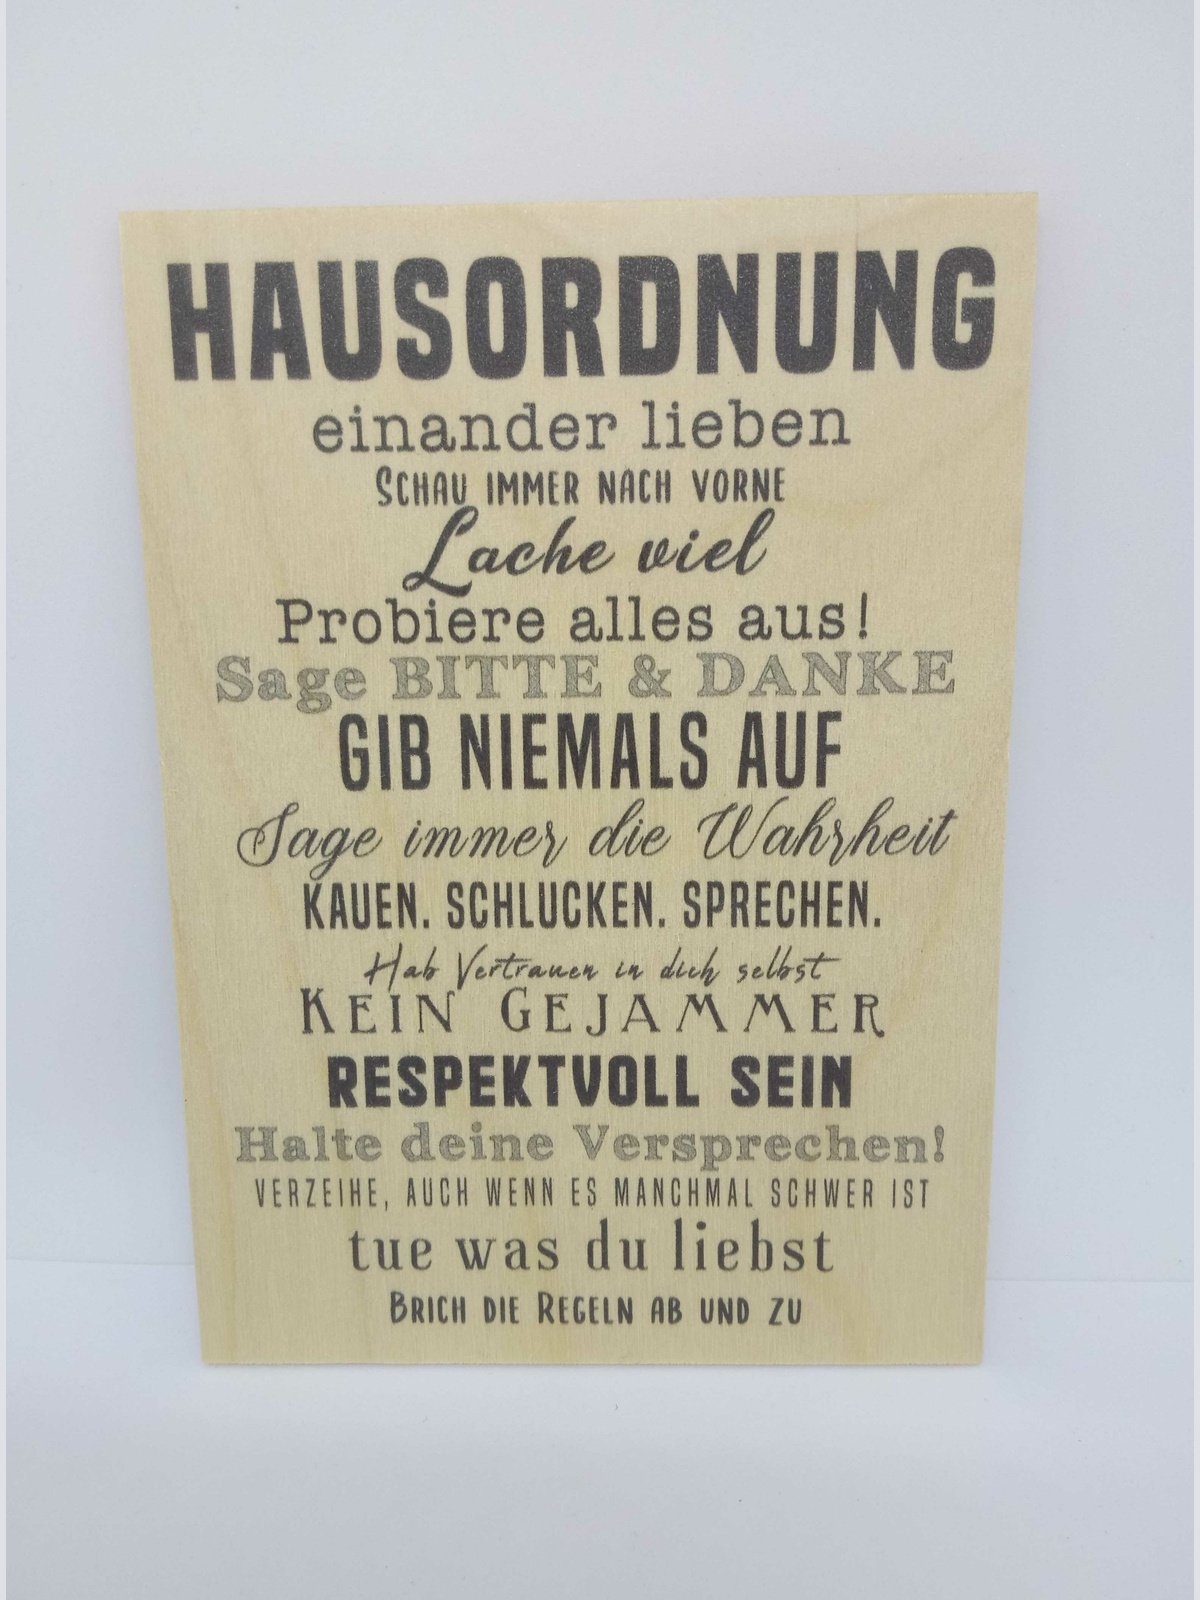 HAUSORDNUNG
einander lieben
SCHAU IMMER NACH VORNE
Lache viel
Probiere alles aus!
Sage BITTE & DANKE
GIB NIEMALS AUF
Sage immer die Wahrheit
KAUEN. SCHLUCKEN. SPRECHEN.
Hab Vertrauen in dich selbst
KEIN GEJAMMER
RESPEKTVOLL SEIN
Halte deine Versprechen!
VERZEIHE, AUCH WENN ES MANCHMAL SCHWER IST
tue was du liebst
BRICH DIE REGELN AB UND ZU